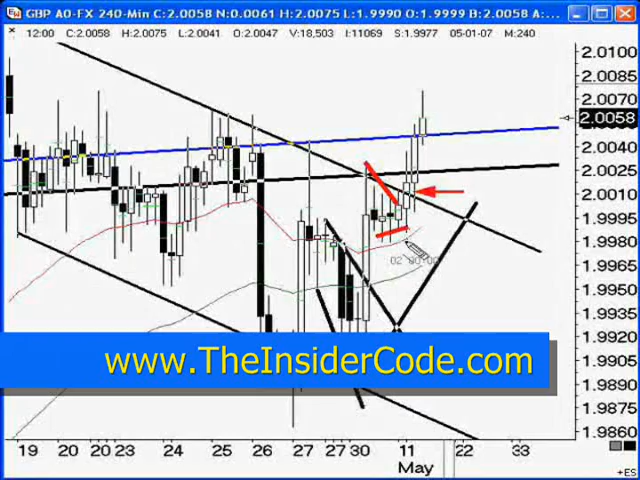 GBP A0-FX 240-Min C:2.0058 N:0.0061 H:2.0075 L:1.9990 O:1.9999 B:2.0058 A:...
12:00 C:2.0058 H:2.0075 L:2.0041 O:2.0047 V:18,503 I:11069 S:1.9977 05-01-07 M:240
2.0100
2.0085
2.0070
2.0058
2.0040
2.0025
2.0010
1.9995
1.9980
1.9965
1.9950
1.9935
1.9920
1.9905
1.9890
1.9875
1.9860
www.TheInsiderCode.com
19 20 20 23 24 25 26 27 27 30 11 22 33
May
+ES